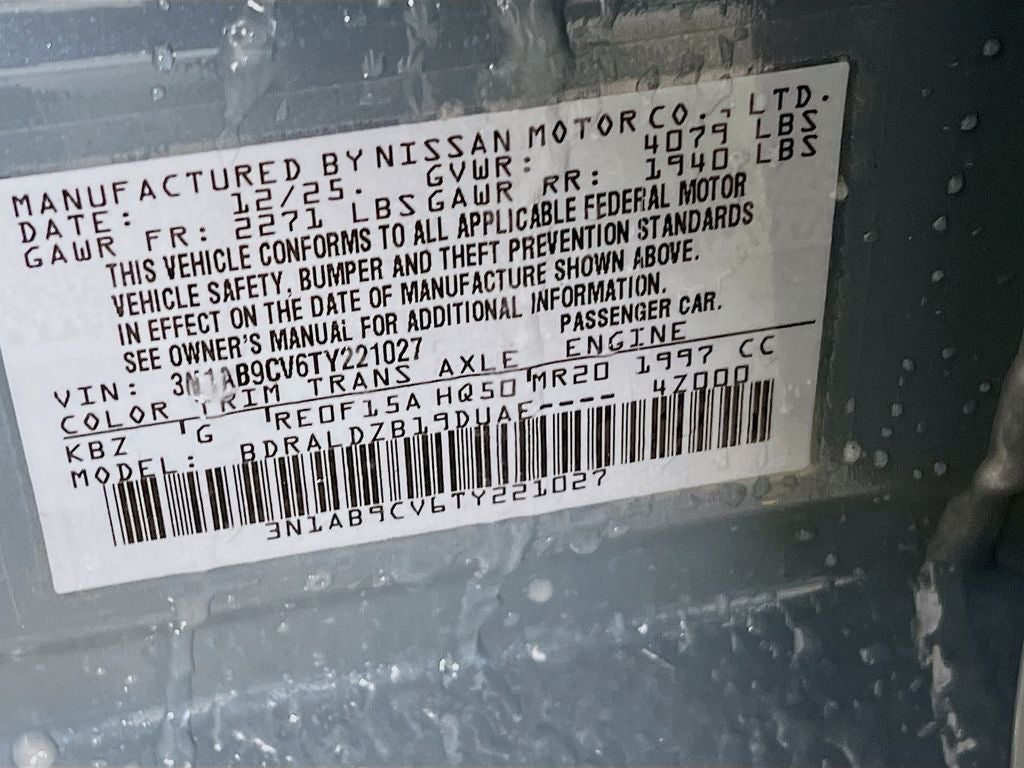 MANUFACTURED BY NISSAN MOTOR CO., LTD.
DATE: 12/25. GVWR: 4079 LBS
GAWR FR: 2271 LBS GAWR RR: 1940 LBS
THIS VEHICLE CONFORMS TO ALL APPLICABLE FEDERAL MOTOR
VEHICLE SAFETY, BUMPER AND THEFT PREVENTION STANDARDS
IN EFFECT ON THE DATE OF MANUFACTURE SHOWN ABOVE.
SEE OWNER'S MANUAL FOR ADDITIONAL INFORMATION.
VIN: 3N1AB9CV6TY221027 PASSENGER CAR.
COLOR TRIM TRANS AXLE ENGINE
KBZ G RE0F15A HQ50 MR20 1997 CC
MODEL: BDRALDZB19DUAE---- 4Z000
3N1AB9CV6TY221027